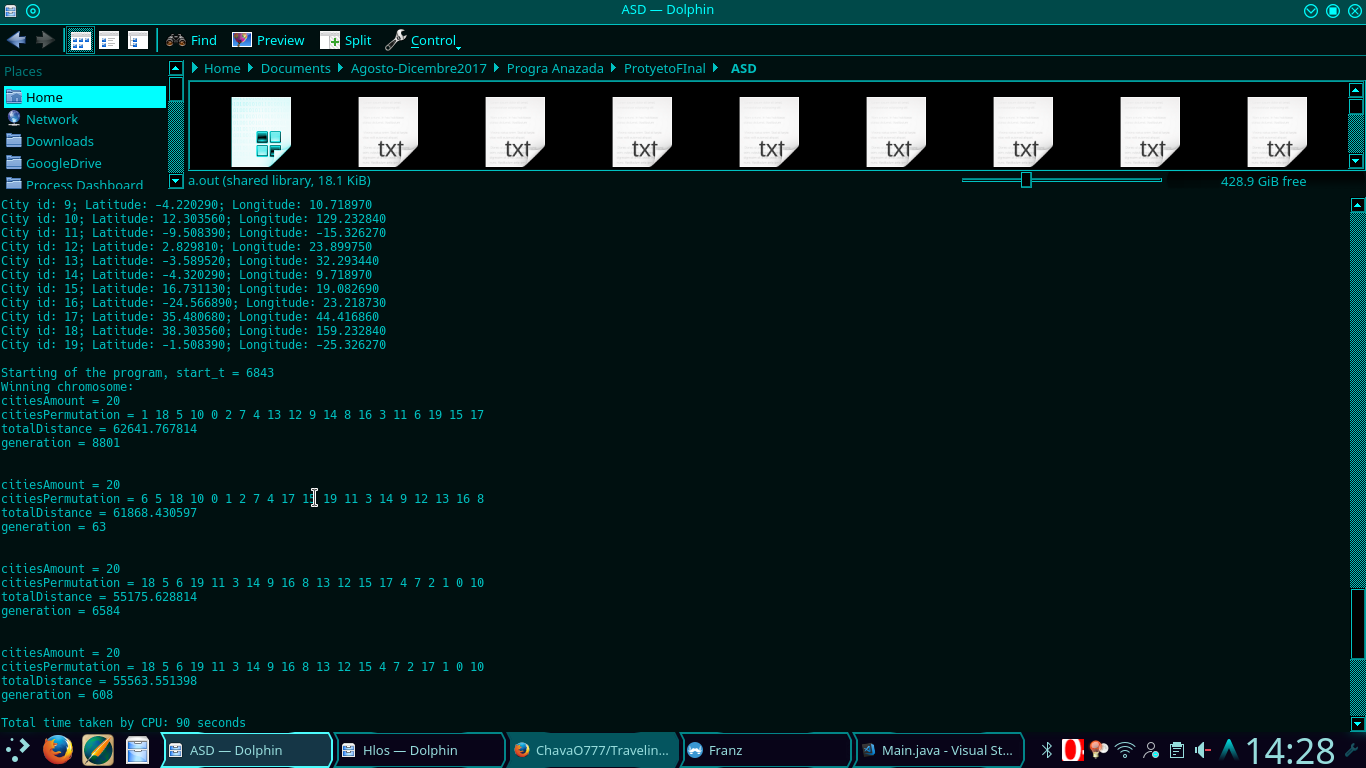 ASD — Dolphin
Find
Preview
Split
Control
Places
Home
Network
Downloads
GoogleDrive
Process Dashboard
Home
Documents
Agosto-Dicembre2017
Progra Anazada
ProtyetoFInal
ASD
txt
txt
txt
txt
txt
txt
txt
txt
a.out (shared library, 18.1 KiB)
428.9 GiB free
City id: 9; Latitude: -4.220290; Longitude: 10.718970
City id: 10; Latitude: 12.303560; Longitude: 129.232840
City id: 11; Latitude: -9.508390; Longitude: -15.326270
City id: 12; Latitude: 2.829810; Longitude: 23.899750
City id: 13; Latitude: -3.589520; Longitude: 32.293440
City id: 14; Latitude: -4.320290; Longitude: 9.718970
City id: 15; Latitude: 16.731130; Longitude: 19.082690
City id: 16; Latitude: -24.566890; Longitude: 23.218730
City id: 17; Latitude: 35.480680; Longitude: 44.416860
City id: 18; Latitude: 38.303560; Longitude: 159.232840
City id: 19; Latitude: -1.508390; Longitude: -25.326270
Starting of the program, start_t = 6843
Winning chromosome:
citiesAmount = 20
citiesPermutation = 1 18 5 10 0 2 7 4 13 12 9 14 8 16 3 11 6 19 15 17
totalDistance = 62641.767814
generation = 8801
citiesAmount = 20
citiesPermutation = 6 5 18 10 0 1 2 7 4 17 15 19 11 3 14 9 12 13 16 8
totalDistance = 61868.430597
generation = 63
citiesAmount = 20
citiesPermutation = 18 5 6 19 11 3 14 9 16 8 13 12 15 17 4 7 2 1 0 10
totalDistance = 55175.628814
generation = 6584
citiesAmount = 20
citiesPermutation = 18 5 6 19 11 3 14 9 16 8 13 12 15 4 7 2 17 1 0 10
totalDistance = 55563.551398
generation = 608
Total time taken by CPU: 90 seconds
ASD — Dolphin
Hlos — Dolphin
ChavaO777/Travelin...
Franz
Main.java - Visual St...
14:28